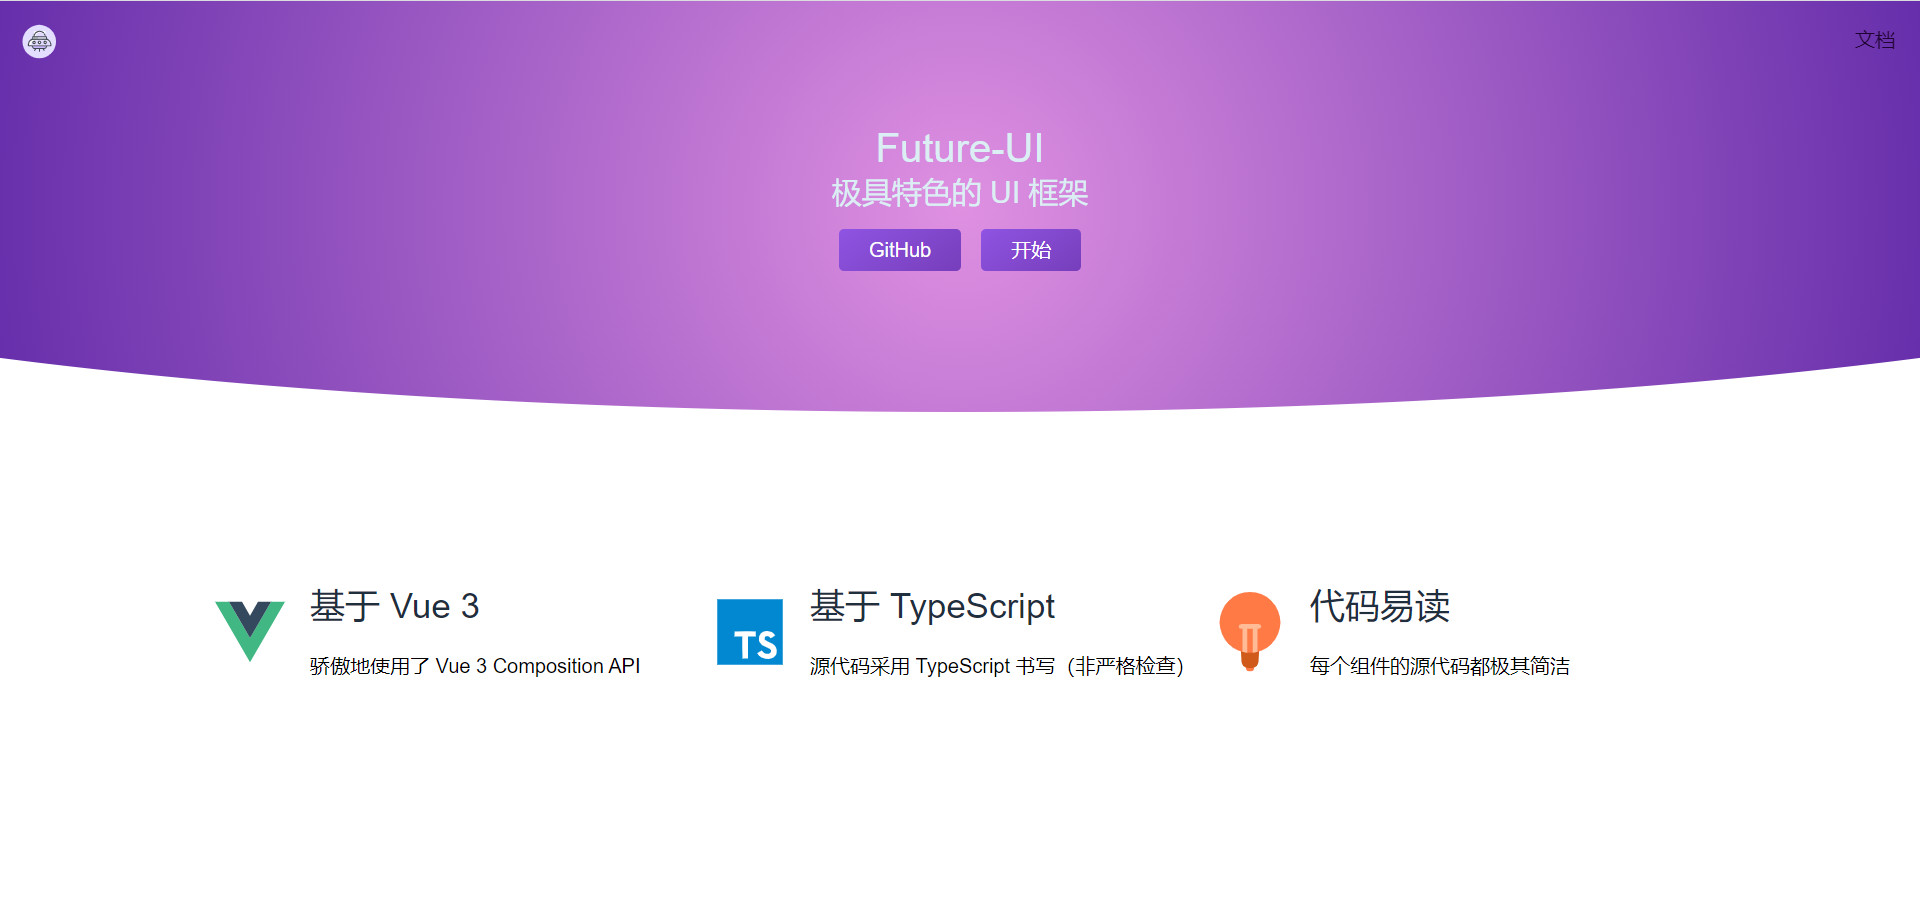 文档
Future-UI
极具特色的 UI 框架
GitHub
开始
基于 Vue 3
骄傲地使用了 Vue 3 Composition API
TS
基于 TypeScript
源代码采用 TypeScript 书写（非严格检查）
代码易读
每个组件的源代码都极其简洁